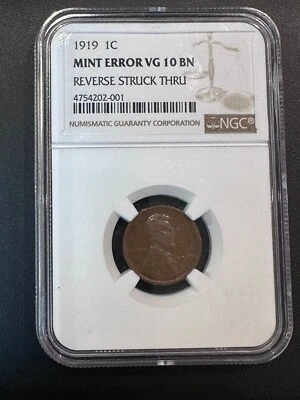 1919 1C
MINT ERROR VG 10 BN
REVERSE STRUCK THRU
4754202-001
NUMISMATIC GUARANTY CORPORATION NGC®